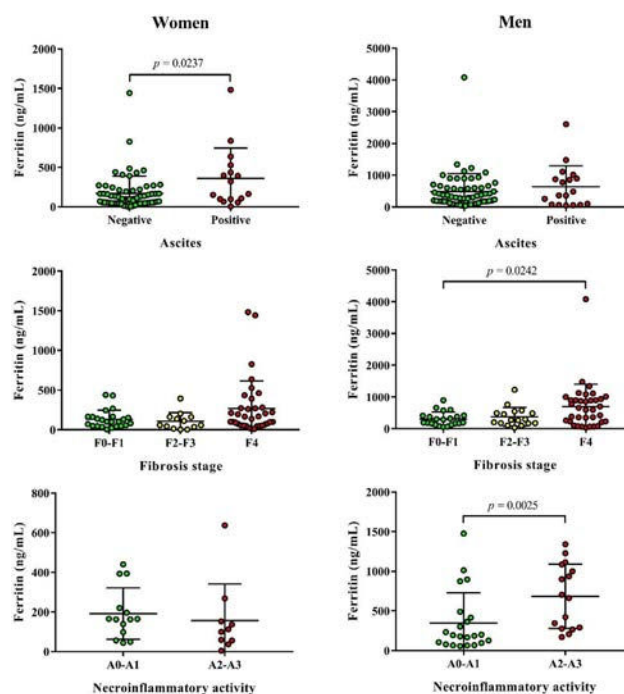 Women
Men
Ferritin (ng/mL)
2000
1500
1000
500
0
p = 0.0237
Negative
Positive
Ascites
Ferritin (ng/mL)
5000
4000
3000
2000
1000
0
Negative
Positive
Ascites
Ferritin (ng/mL)
2000
1500
1000
500
0
F0-F1
F2-F3
F4
Fibrosis stage
Ferritin (ng/mL)
5000
4000
3000
2000
1000
0
p = 0.0242
F0-F1
F2-F3
F4
Fibrosis stage
Ferritin (ng/mL)
800
600
400
200
0
A0-A1
A2-A3
Necroinflammatory activity
Ferritin (ng/mL)
2000
1500
1000
500
0
p = 0.0025
A0-A1
A2-A3
Necroinflammatory activity